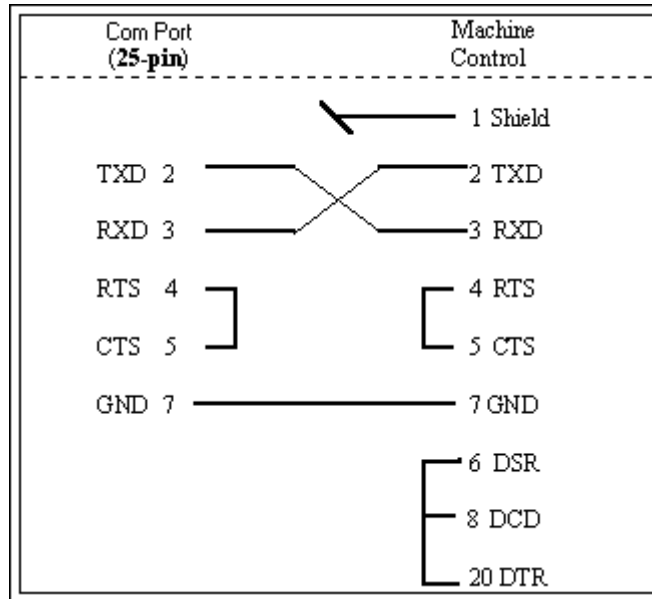 Com Port Machine
(25-pin) Control
1 Shield
TXD 2 2 TXD
RXD 3 3 RXD
RTS 4 4 RTS
CTS 5 5 CTS
GND 7 7 GND
6 DSR
8 DCD
20 DTR